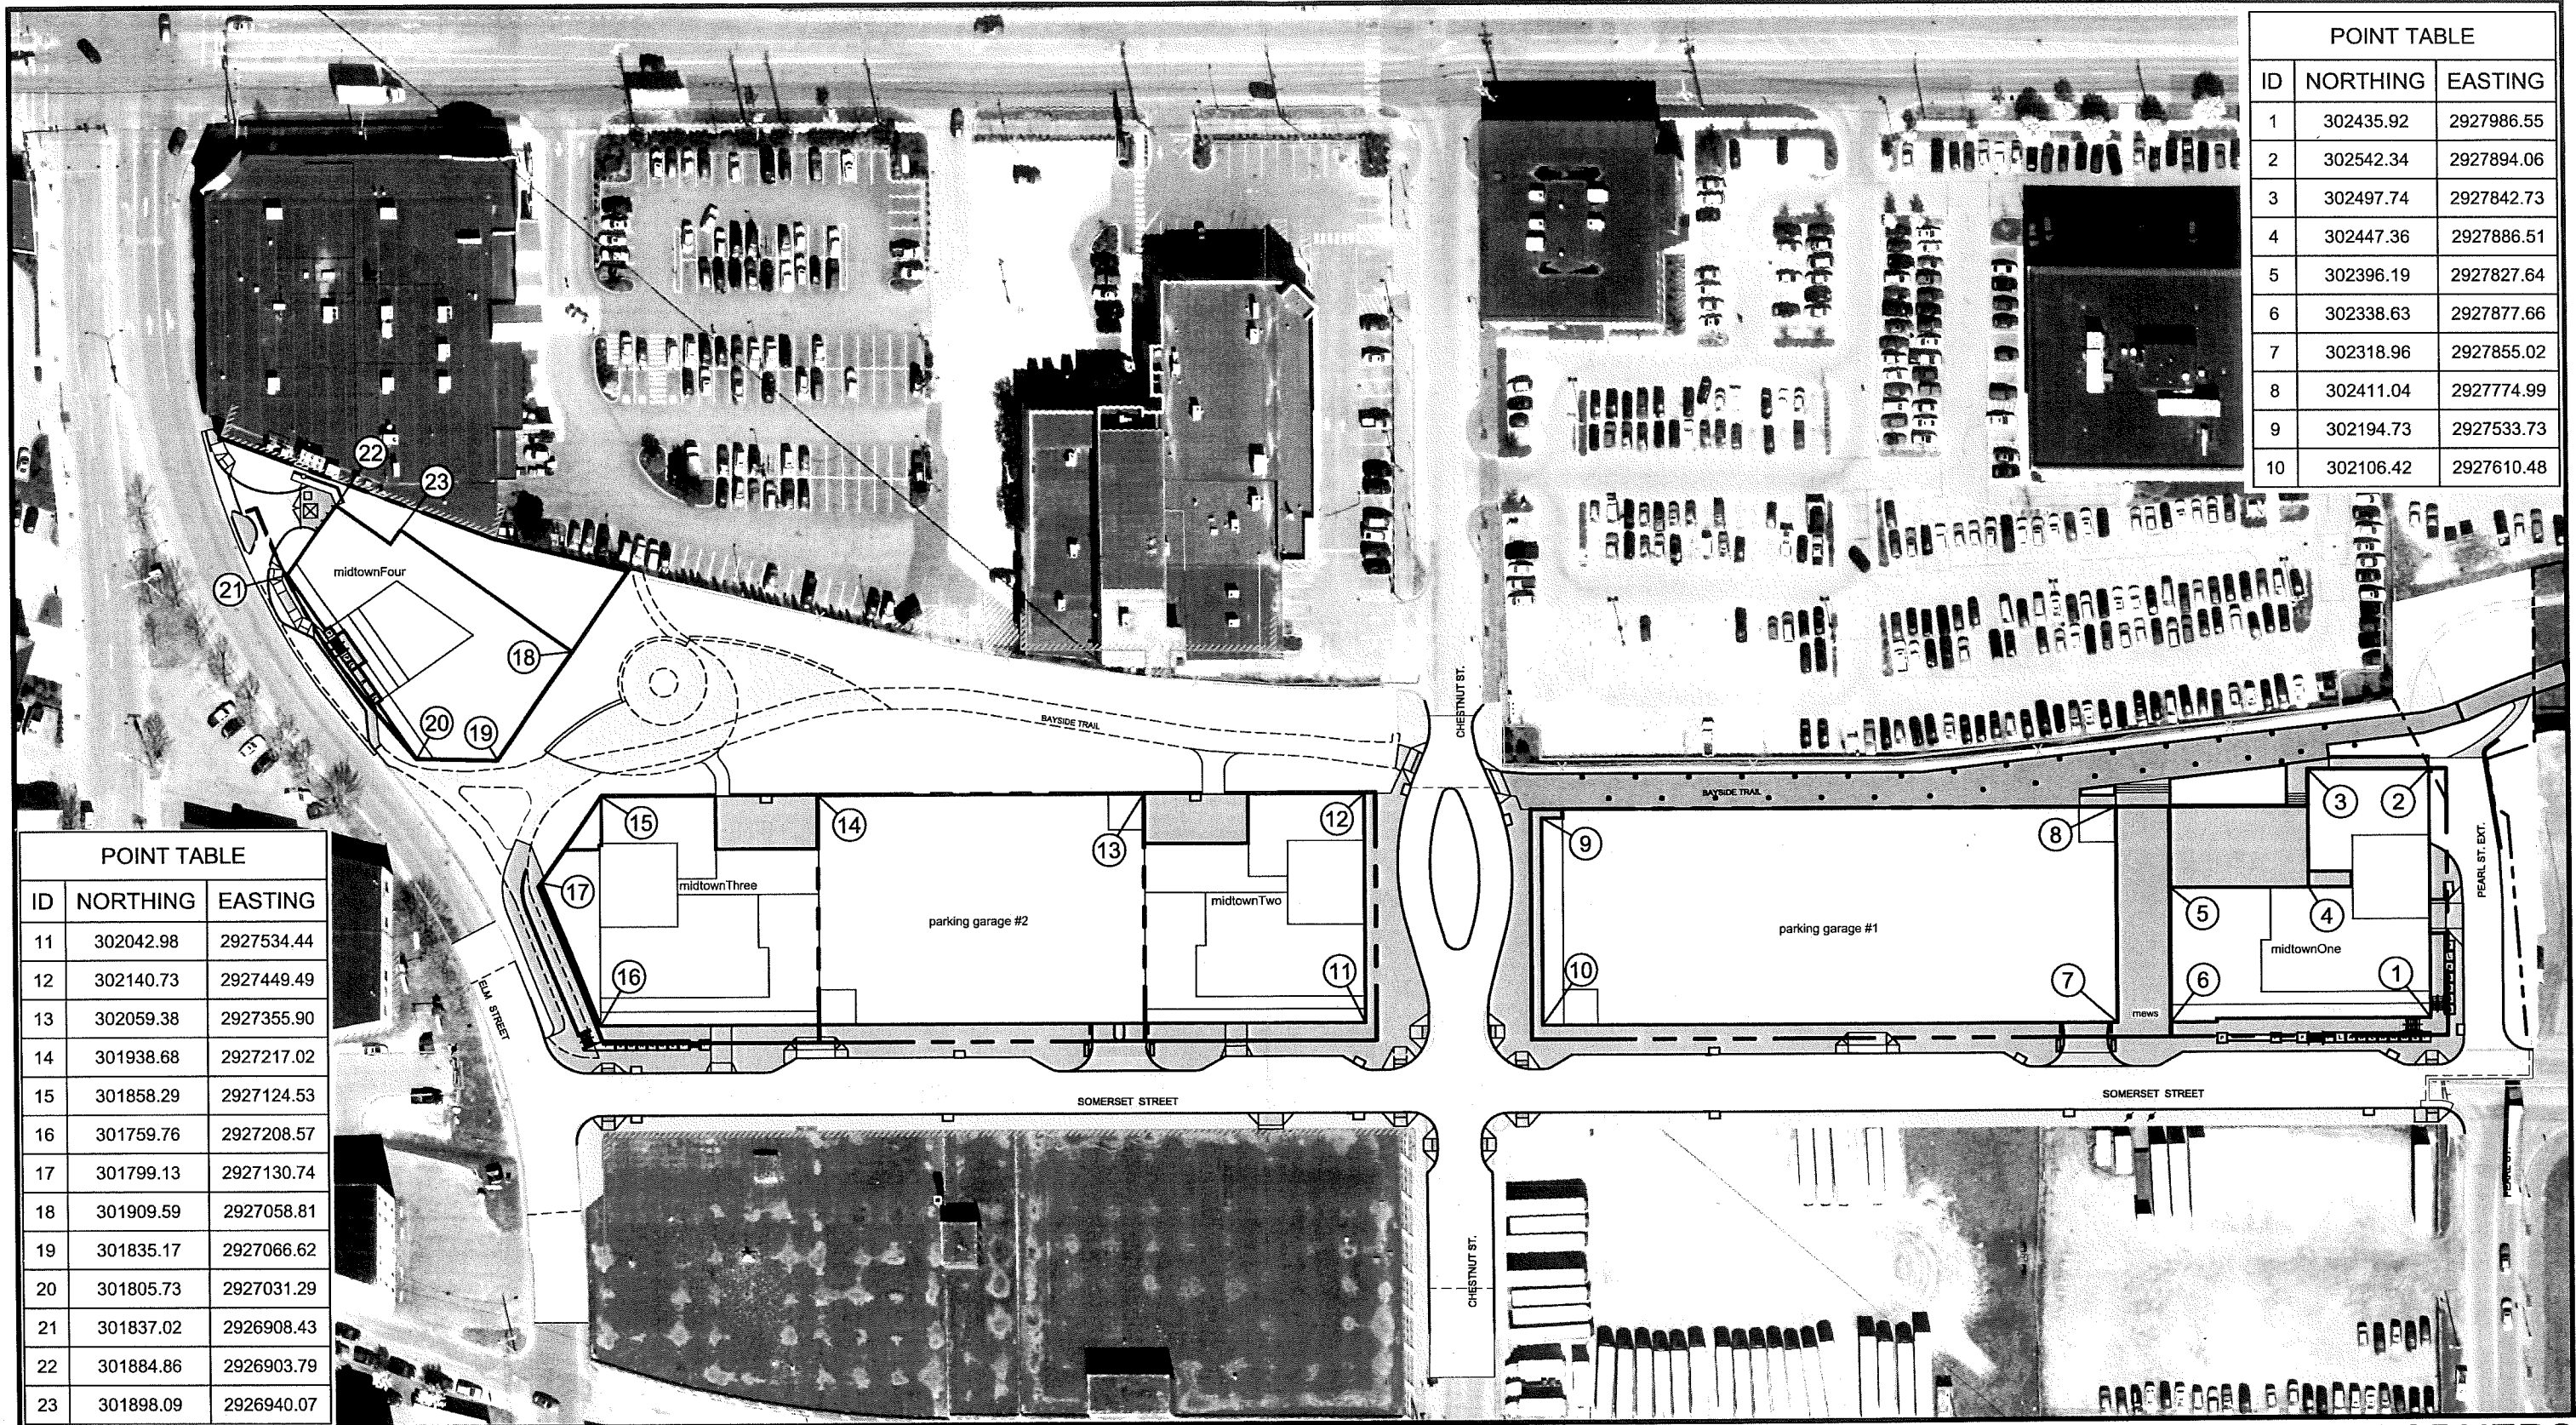 POINT TABLE
ID NORTHING EASTING
1 302435.92 2927986.55
2 302542.34 2927894.06
3 302497.74 2927842.73
4 302447.36 2927886.51
5 302396.19 2927827.64
6 302338.63 2927877.66
7 302318.96 2927855.02
8 302411.04 2927774.99
9 302194.73 2927533.73
10 302106.42 2927610.48
22
23
midtownFour
21
18
20
19
CHESTNUT ST.
BAYSIDE TRAIL
BAYSIDE TRAIL
15
14
13
12
9
8
3
2
PEARL ST. EXT.
17
midtownThree
parking garage #2
midtownTwo
parking garage #1
5
4
midtownOne
16
11
10
7
6
1
mews
ELM STREET
SOMERSET STREET
SOMERSET STREET
CHESTNUT ST.
PEARL ST.
POINT TABLE
ID NORTHING EASTING
11 302042.98 2927534.44
12 302140.73 2927449.49
13 302059.38 2927355.90
14 301938.68 2927217.02
15 301858.29 2927124.53
16 301759.76 2927208.57
17 301799.13 2927130.74
18 301909.59 2927058.81
19 301835.17 2927066.62
20 301805.73 2927031.29
21 301837.02 2926908.43
22 301884.86 2926903.79
23 301898.09 2926940.07